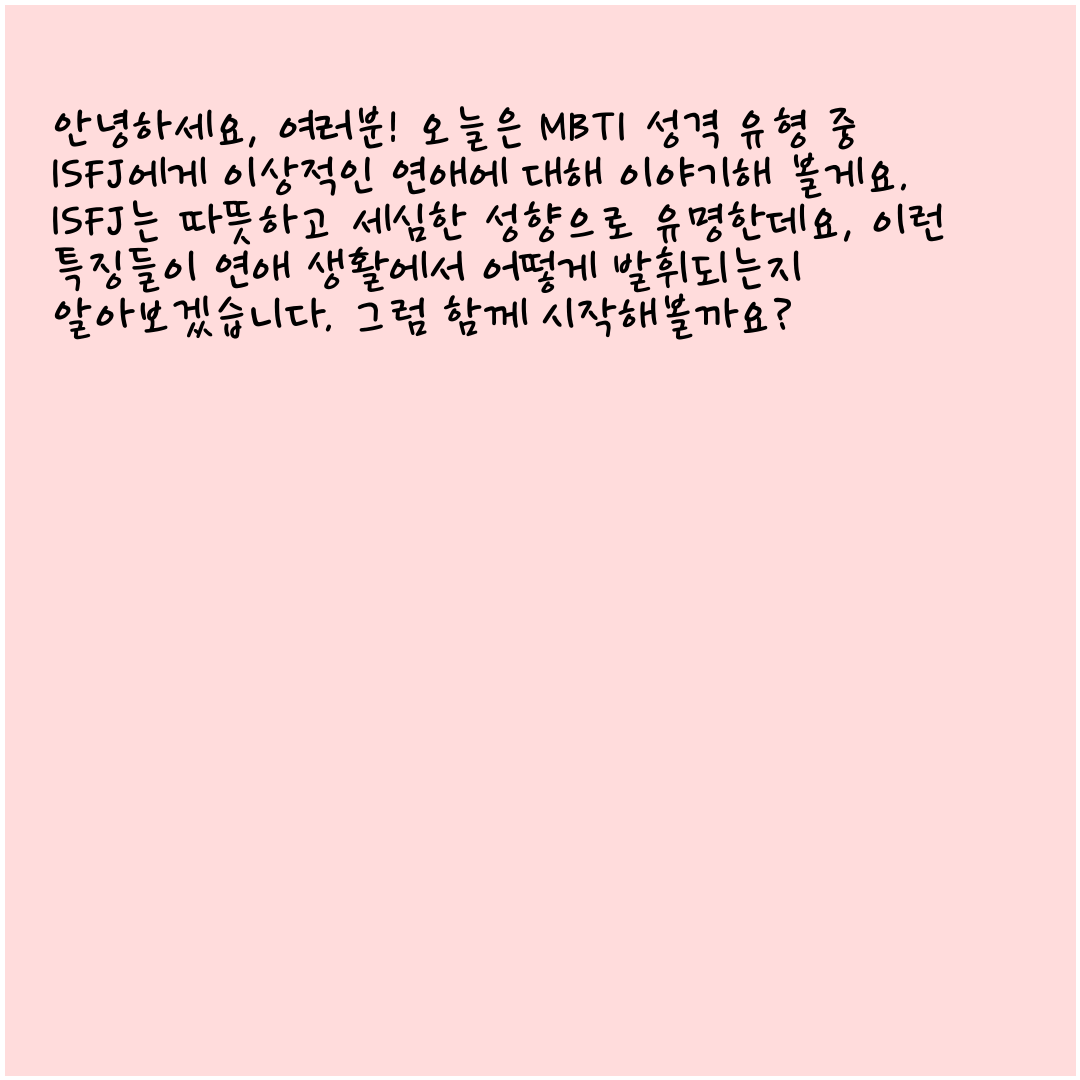 안녕하세요, 여러분! 오늘은 MBTI 성격 유형 중
ISFJ에게 이상적인 연애에 대해 이야기해 볼게요.
ISFJ는 따뜻하고 세심한 성향으로 유명한데요, 이런
특징들이 연애 생활에서 어떻게 발휘되는지
알아보겠습니다. 그럼 함께 시작해볼까요?